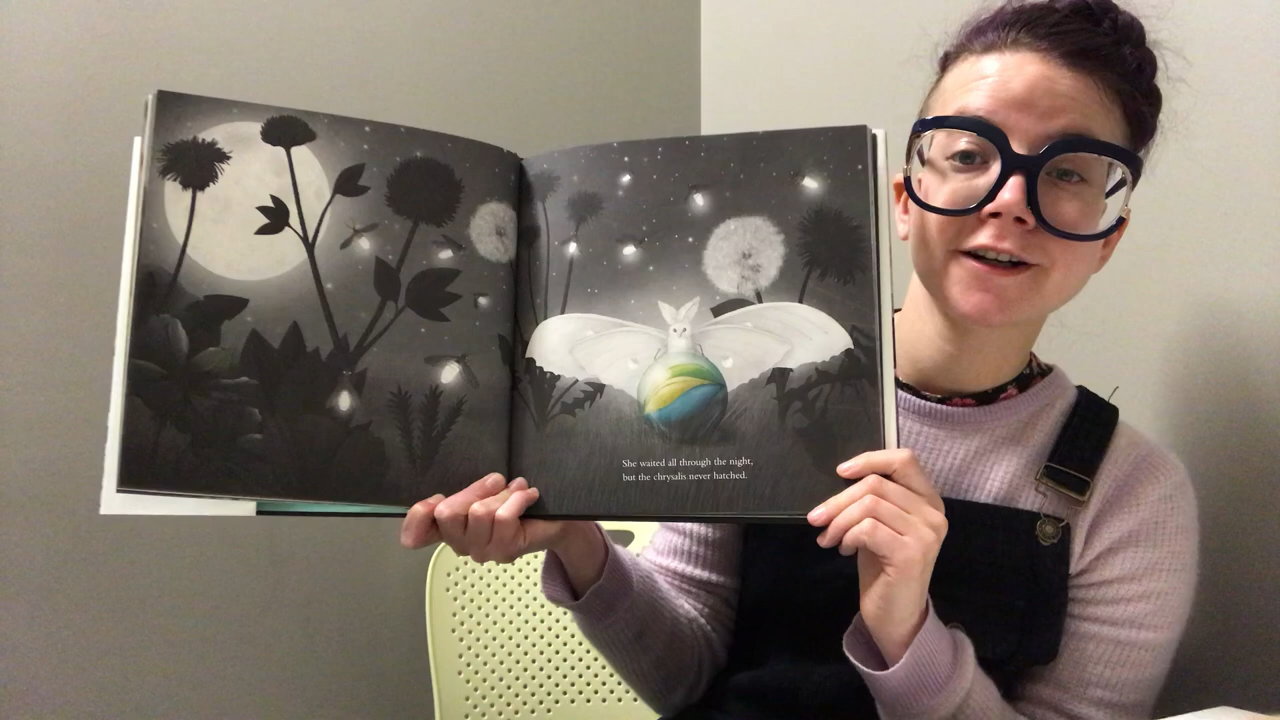 She waited all through the night,
but the chrysalis never hatched.